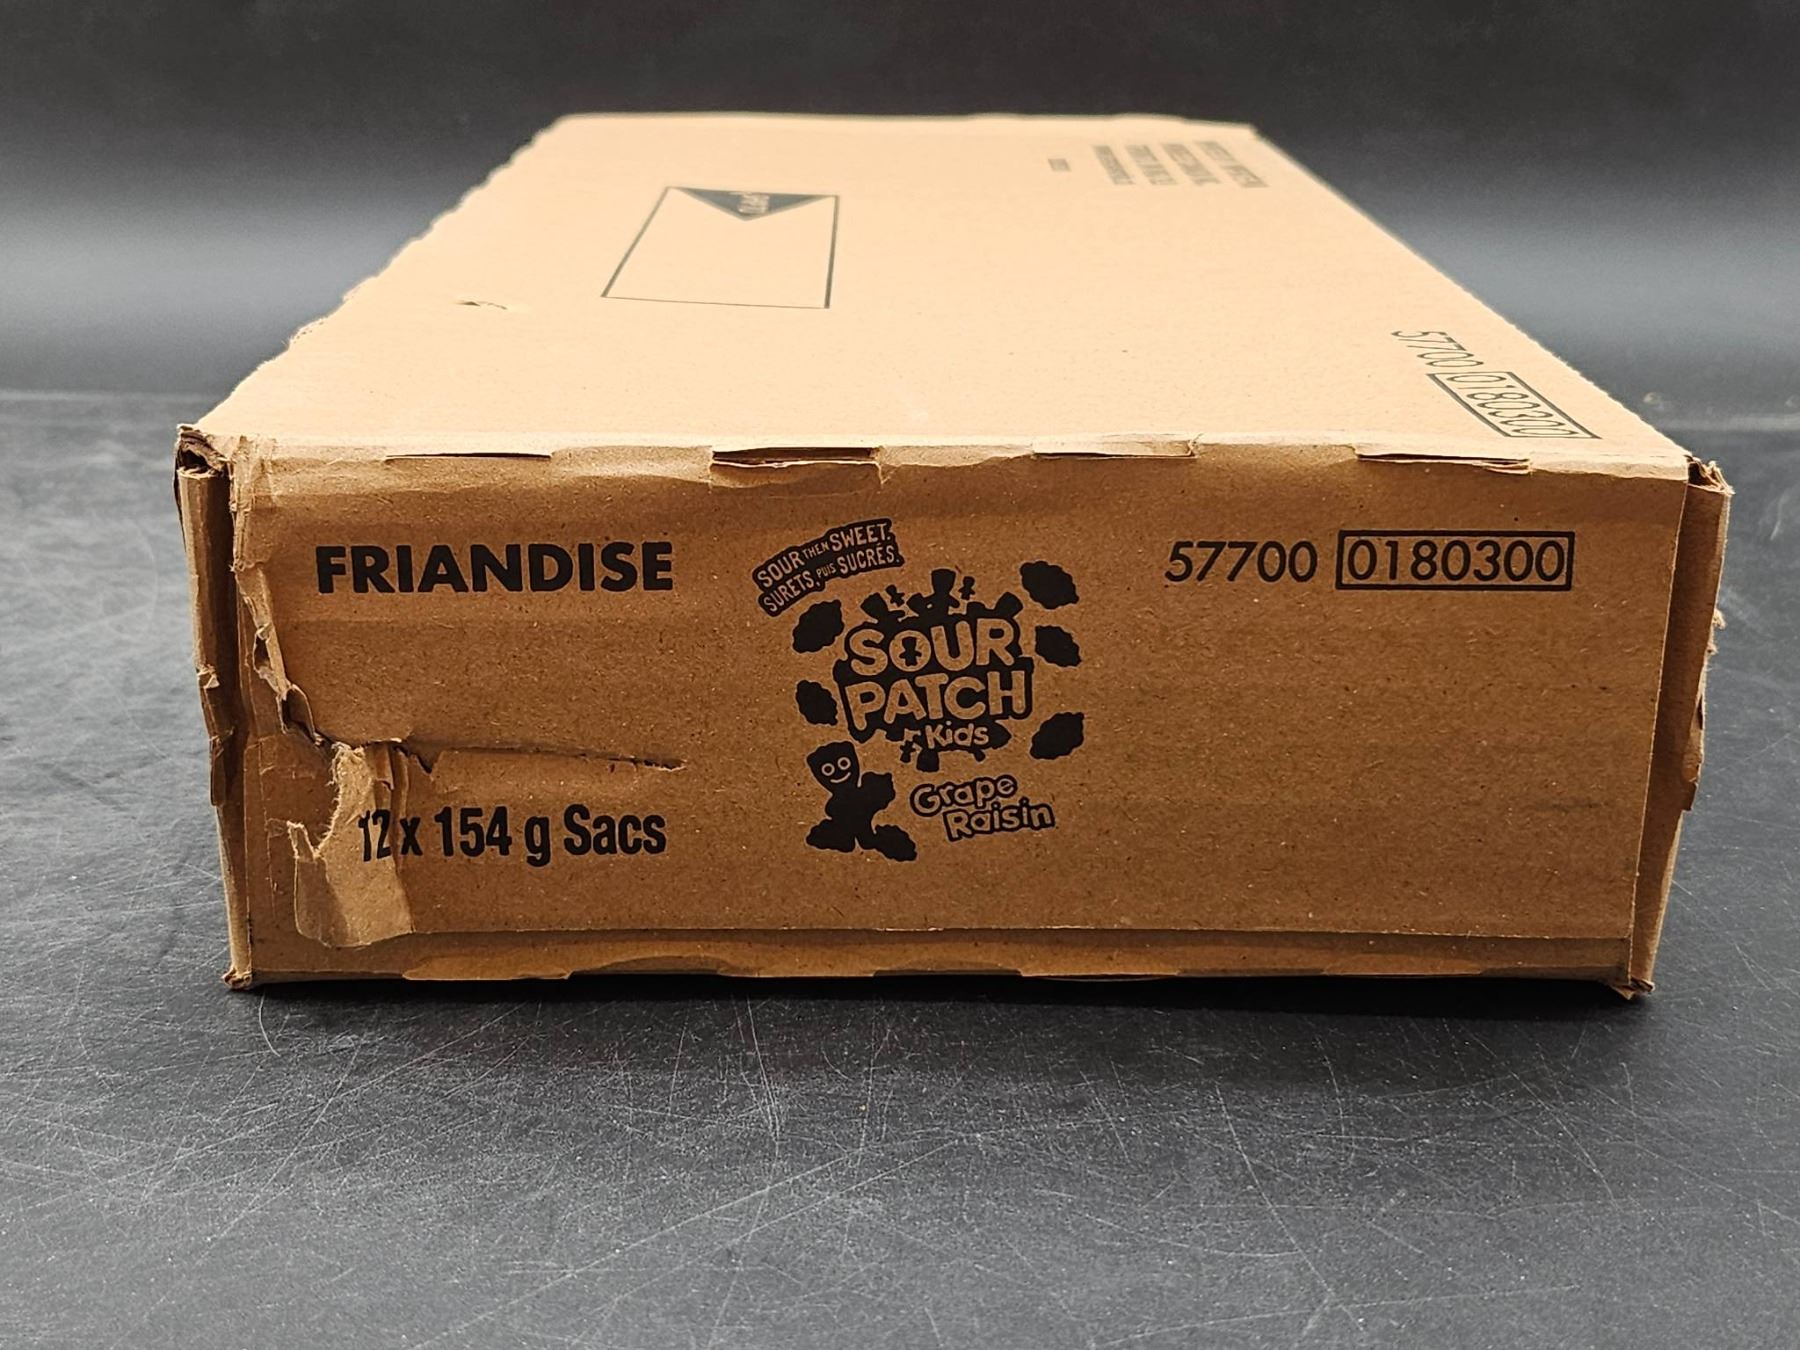 57700 0180300
FRIANDISE
SOUR THEN SWEET.
SURETS, PUIS SUCRÉS.
SOUR
PATCH
Kids
Grape
Raisin
57700 0180300
12 x 154 g Sacs